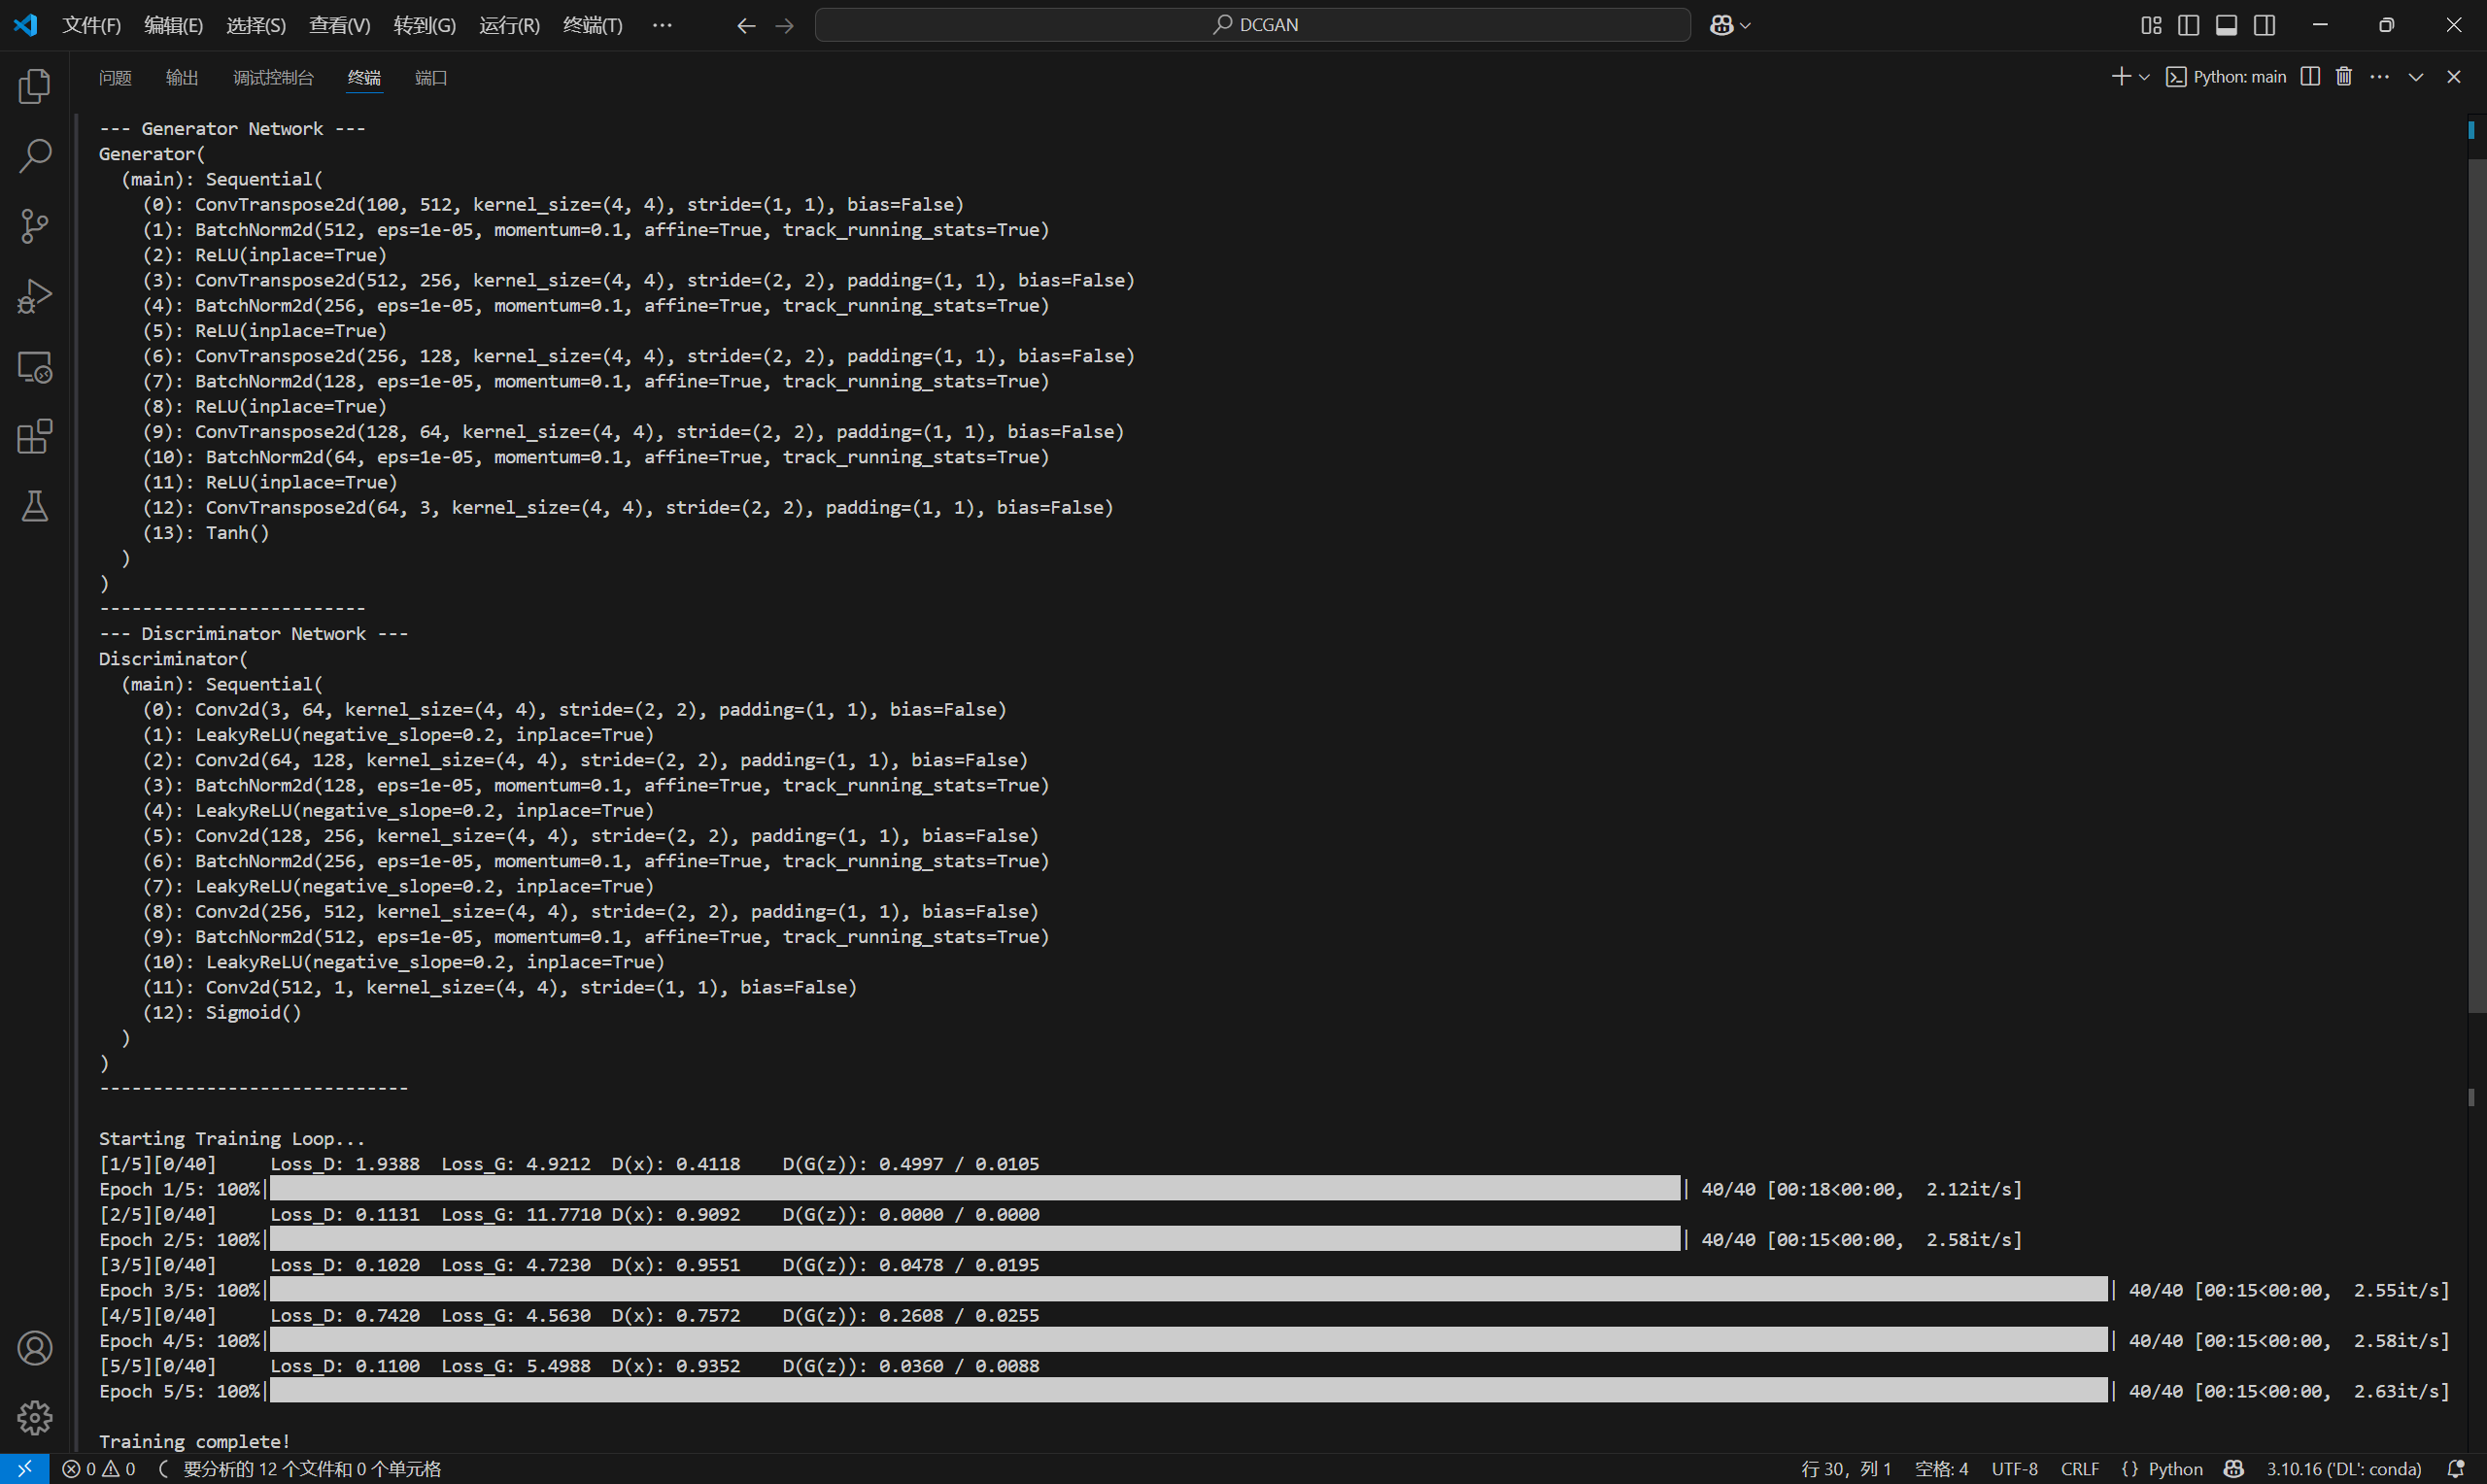 文件(F) 编辑(E) 选择(S) 查看(V) 转到(G) 运行(R) 终端(T) ··· DCGAN
问题 输出 调试控制台 终端 端口 Python: main
--- Generator Network ---
Generator(
  (main): Sequential(
    (0): ConvTranspose2d(100, 512, kernel_size=(4, 4), stride=(1, 1), bias=False)
    (1): BatchNorm2d(512, eps=1e-05, momentum=0.1, affine=True, track_running_stats=True)
    (2): ReLU(inplace=True)
    (3): ConvTranspose2d(512, 256, kernel_size=(4, 4), stride=(2, 2), padding=(1, 1), bias=False)
    (4): BatchNorm2d(256, eps=1e-05, momentum=0.1, affine=True, track_running_stats=True)
    (5): ReLU(inplace=True)
    (6): ConvTranspose2d(256, 128, kernel_size=(4, 4), stride=(2, 2), padding=(1, 1), bias=False)
    (7): BatchNorm2d(128, eps=1e-05, momentum=0.1, affine=True, track_running_stats=True)
    (8): ReLU(inplace=True)
    (9): ConvTranspose2d(128, 64, kernel_size=(4, 4), stride=(2, 2), padding=(1, 1), bias=False)
    (10): BatchNorm2d(64, eps=1e-05, momentum=0.1, affine=True, track_running_stats=True)
    (11): ReLU(inplace=True)
    (12): ConvTranspose2d(64, 3, kernel_size=(4, 4), stride=(2, 2), padding=(1, 1), bias=False)
    (13): Tanh()
  )
)
-------------------------
--- Discriminator Network ---
Discriminator(
  (main): Sequential(
    (0): Conv2d(3, 64, kernel_size=(4, 4), stride=(2, 2), padding=(1, 1), bias=False)
    (1): LeakyReLU(negative_slope=0.2, inplace=True)
    (2): Conv2d(64, 128, kernel_size=(4, 4), stride=(2, 2), padding=(1, 1), bias=False)
    (3): BatchNorm2d(128, eps=1e-05, momentum=0.1, affine=True, track_running_stats=True)
    (4): LeakyReLU(negative_slope=0.2, inplace=True)
    (5): Conv2d(128, 256, kernel_size=(4, 4), stride=(2, 2), padding=(1, 1), bias=False)
    (6): BatchNorm2d(256, eps=1e-05, momentum=0.1, affine=True, track_running_stats=True)
    (7): LeakyReLU(negative_slope=0.2, inplace=True)
    (8): Conv2d(256, 512, kernel_size=(4, 4), stride=(2, 2), padding=(1, 1), bias=False)
    (9): BatchNorm2d(512, eps=1e-05, momentum=0.1, affine=True, track_running_stats=True)
    (10): LeakyReLU(negative_slope=0.2, inplace=True)
    (11): Conv2d(512, 1, kernel_size=(4, 4), stride=(1, 1), bias=False)
    (12): Sigmoid()
  )
)
-----------------------------
Starting Training Loop...
[1/5][0/40]     Loss_D: 1.9388  Loss_G: 4.9212  D(x): 0.4118    D(G(z)): 0.4997 / 0.0105
Epoch 1/5: 100%| | 40/40 [00:18<00:00,  2.12it/s]
[2/5][0/40]     Loss_D: 0.1131  Loss_G: 11.7710 D(x): 0.9092    D(G(z)): 0.0000 / 0.0000
Epoch 2/5: 100%| | 40/40 [00:15<00:00,  2.58it/s]
[3/5][0/40]     Loss_D: 0.1020  Loss_G: 4.7230  D(x): 0.9551    D(G(z)): 0.0478 / 0.0195
Epoch 3/5: 100%| | 40/40 [00:15<00:00,  2.55it/s]
[4/5][0/40]     Loss_D: 0.7420  Loss_G: 4.5630  D(x): 0.7572    D(G(z)): 0.2608 / 0.0255
Epoch 4/5: 100%| | 40/40 [00:15<00:00,  2.58it/s]
[5/5][0/40]     Loss_D: 0.1100  Loss_G: 5.4988  D(x): 0.9352    D(G(z)): 0.0360 / 0.0088
Epoch 5/5: 100%| | 40/40 [00:15<00:00,  2.63it/s]
Training complete!
0 0 要分析的 12 个文件和 0 个单元格 行 30，列 1 空格: 4 UTF-8 CRLF {} Python 3.10.16 ('DL': conda)